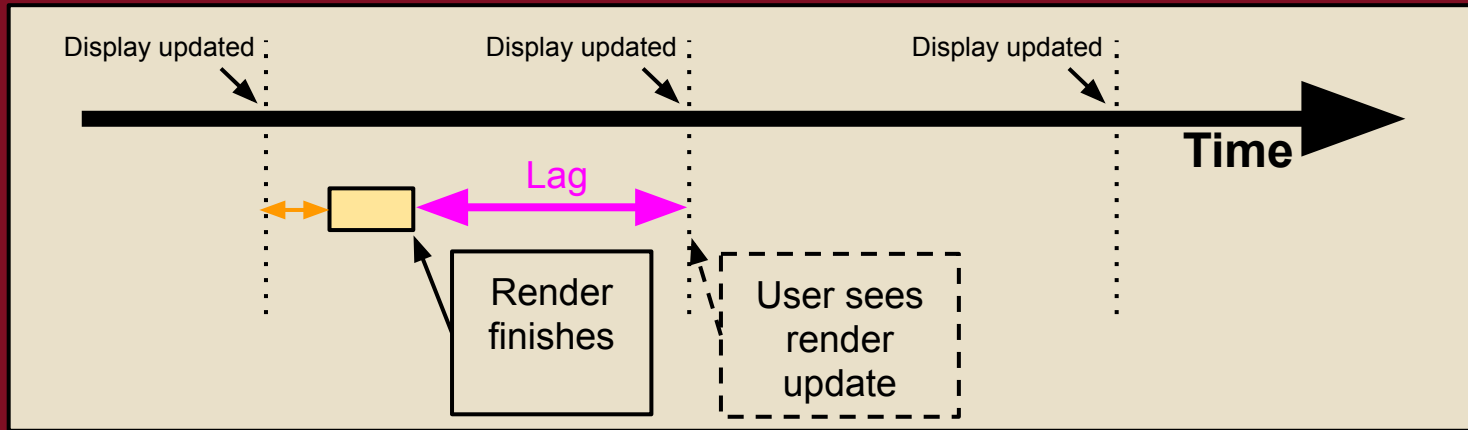 Display updated
Display updated
Display updated
Time
Lag
Render
finishes
User sees
render
update